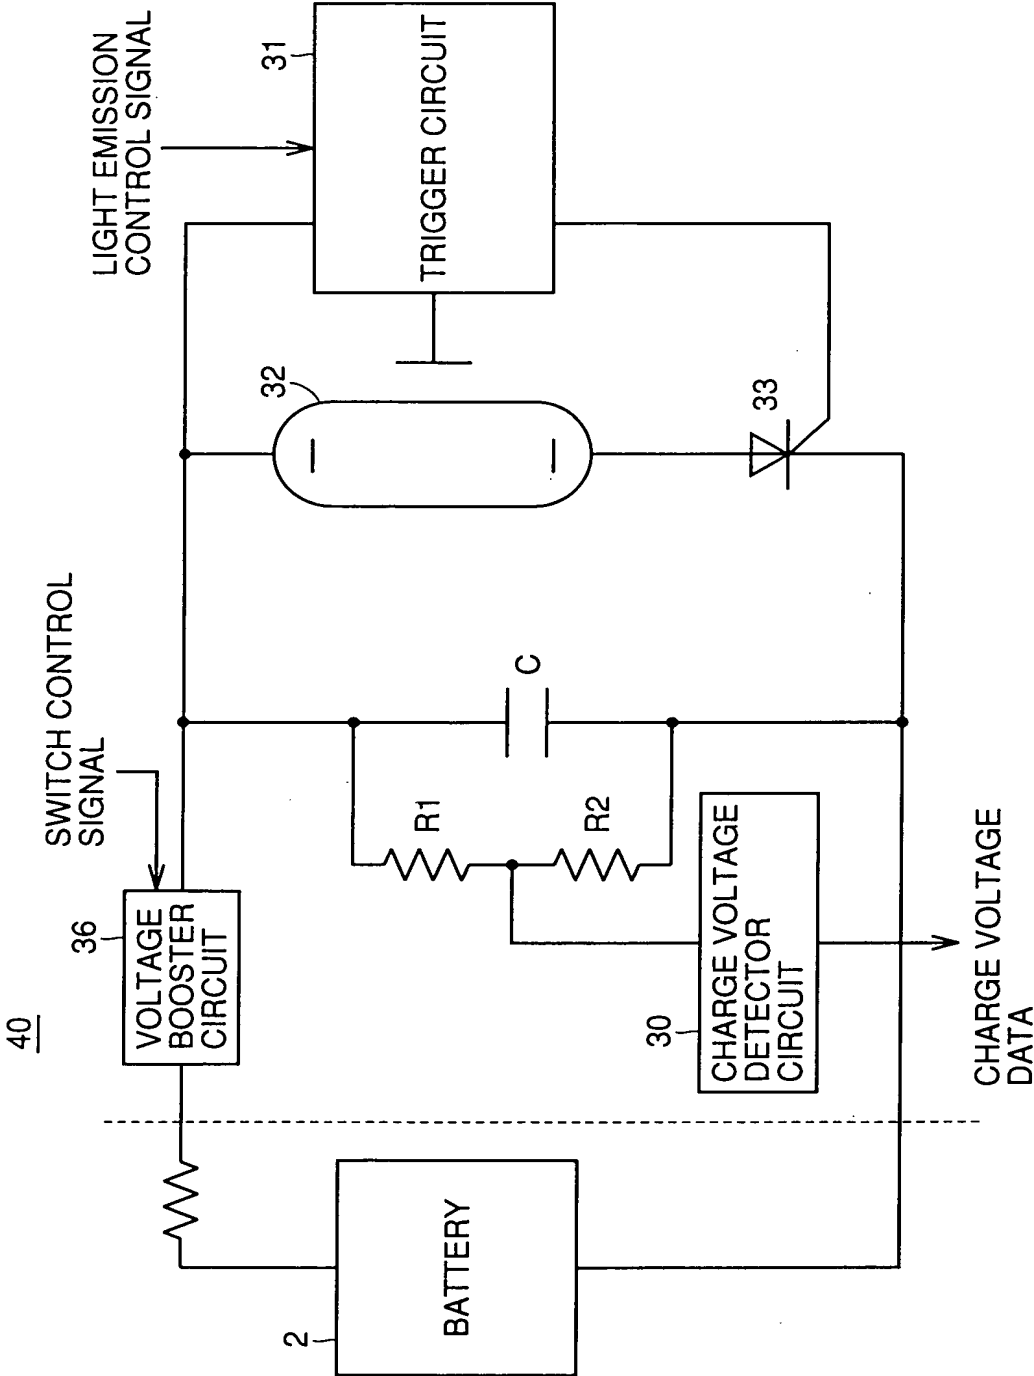 40
36
VOLTAGE
BOOSTER
CIRCUIT
SWITCH CONTROL
SIGNAL
LIGHT EMISSION
CONTROL SIGNAL
31
TRIGGER CIRCUIT
32
33
C
R1
R2
30
CHARGE VOLTAGE
DETECTOR
CIRCUIT
CHARGE VOLTAGE
DATA
2
BATTERY